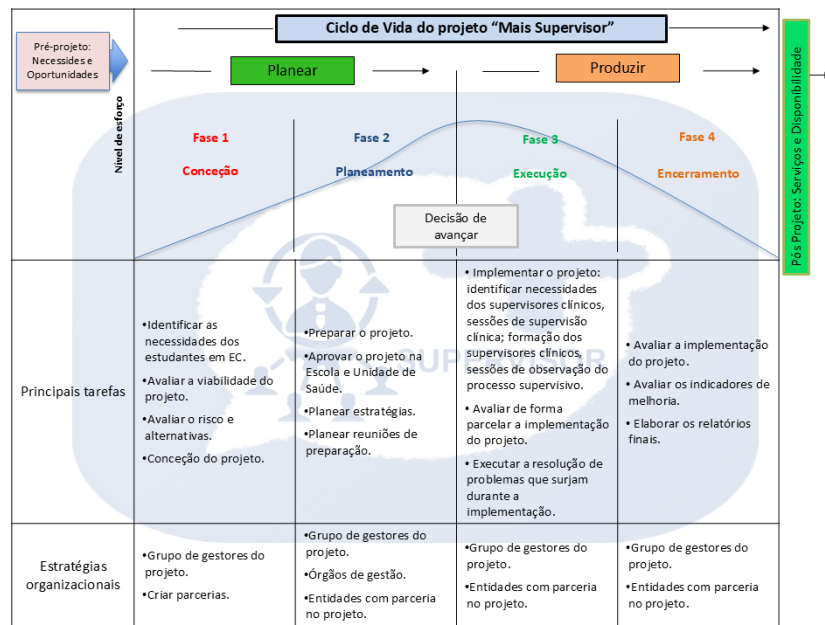 Ciclo de Vida do projeto “Mais Supervisor”
Pré-projeto:
Necessides e
Oportunidades
Planear
Produzir
Pós Projeto: Serviços e Disponibilidade
Nível de esforço
Fase 1
Conceção
Fase 2
Planeamento
Fase 3
Execução
Fase 4
Encerramento
Decisão de
avançar
SUPERVISOR
Principais tarefas
•Identificar as
necessidades dos
estudantes em EC.
•Avaliar a viabilidade do
projeto.
•Avaliar o risco e
alternativas.
•Conceção do projeto.
•Preparar o projeto.
•Aprovar o projeto na
Escola e Unidade de
Saúde.
•Planear estratégias.
•Planear reuniões de
preparação.
• Implementar o projeto:
identificar necessidades
dos supervisores clínicos,
sessões de supervisão
clínica; formação dos
supervisores clínicos,
sessões de observação do
processo supervisivo.
• Avaliar de forma
parcelar a implementação
do projeto.
• Executar a resolução de
problemas que surjam
durante a
implementação.
• Avaliar a implementação
do projeto.
• Avaliar os indicadores de
melhoria.
• Elaborar os relatórios
finais.
Estratégias
organizacionais
•Grupo de gestores do
projeto.
•Criar parcerias.
•Grupo de gestores do
projeto.
•Órgãos de gestão.
•Entidades com parceria
no projeto.
•Grupo de gestores do
projeto.
•Entidades com parceria
no projeto.
•Grupo de gestores do
projeto.
•Entidades com parceria
no projeto.